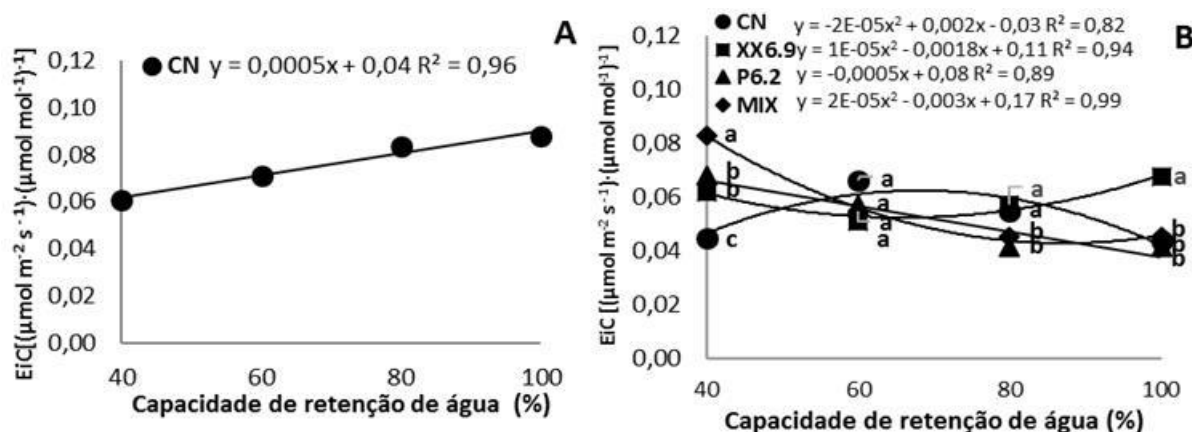 A
EiC[(µmol m⁻² s⁻¹)·(µmol mol⁻¹)⁻¹]
CN y = 0,0005x + 0,04 R² = 0,96
0,12
0,10
0,08
0,06
0,04
0,02
0,00
40 60 80 100
Capacidade de retenção de água (%)
B
EiC [(µmol m⁻² s⁻¹)·(µmol mol⁻¹)⁻¹]
CN y = -2E-05x² + 0,002x - 0,03 R² = 0,82
XX6.9 y = 1E-05x² - 0,0018x + 0,11 R² = 0,94
P6.2 y = -0,0005x + 0,08 R² = 0,89
MIX y = 2E-05x² - 0,003x + 0,17 R² = 0,99
0,12
0,10
0,08
0,06
0,04
0,02
0,00
a
b
b
c
a
a
a
a
a
a
b
b
a
b
b
b
40 60 80 100
Capacidade de retenção de água (%)